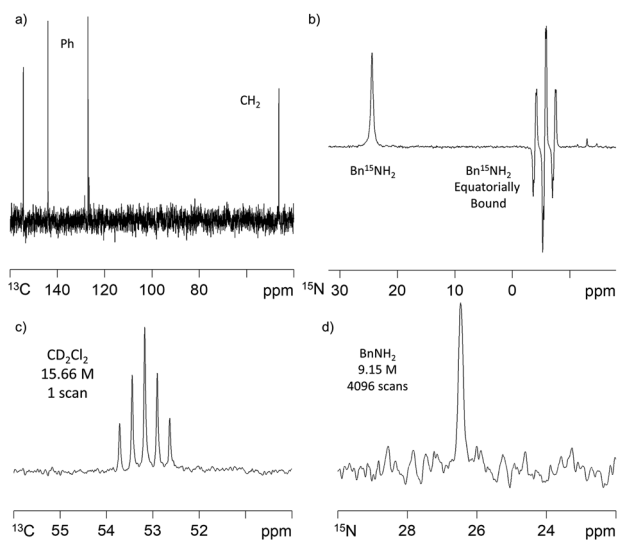 a)
Ph
CH2
13C 140 120 100 80 ppm
b)
Bn15NH2
Bn15NH2
Equatorially
Bound
15N 30 20 10 0 ppm
c)
CD2Cl2
15.66 M
1 scan
13C 55 54 53 52 ppm
d)
BnNH2
9.15 M
4096 scans
15N 28 26 24 ppm